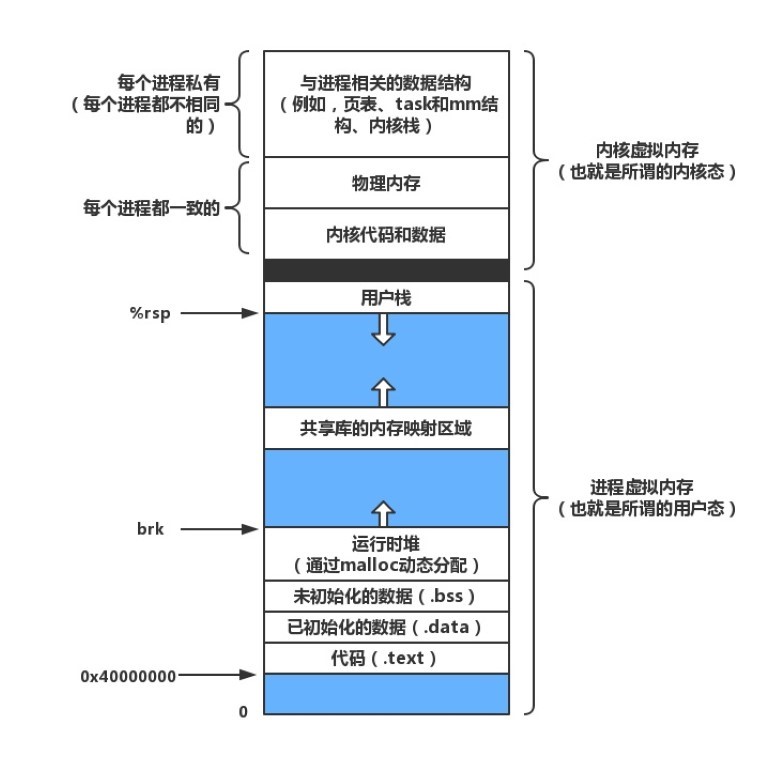 每个进程私有
（每个进程都不相同
的）
与进程相关的数据结构
（例如，页表、task和mm结
构、内核栈）
内核虚拟内存
（也就是所谓的内核态）
每个进程都一致的
物理内存
内核代码和数据
用户栈
%rsp
共享库的内存映射区域
进程虚拟内存
（也就是所谓的用户态）
brk
运行时堆
（通过malloc动态分配）
未初始化的数据（.bss）
已初始化的数据（.data）
代码（.text）
0x40000000
0